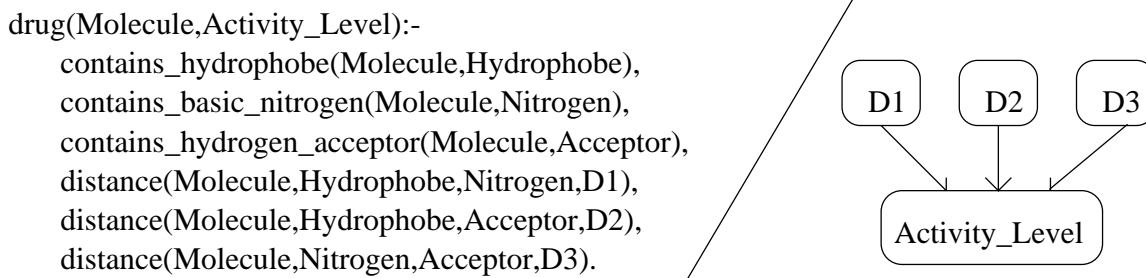 drug(Molecule,Activity_Level):-
contains_hydrophobe(Molecule,Hydrophobe),
contains_basic_nitrogen(Molecule,Nitrogen),
contains_hydrogen_acceptor(Molecule,Acceptor),
distance(Molecule,Hydrophobe,Nitrogen,D1),
distance(Molecule,Hydrophobe,Acceptor,D2),
distance(Molecule,Nitrogen,Acceptor,D3).
D1 D2 D3
Activity_Level